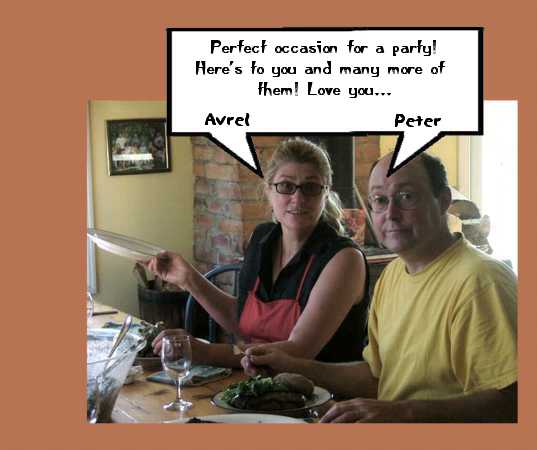 Perfect occasion for a party!
Here's to you and many more of
them! Love you...
Avrel Peter